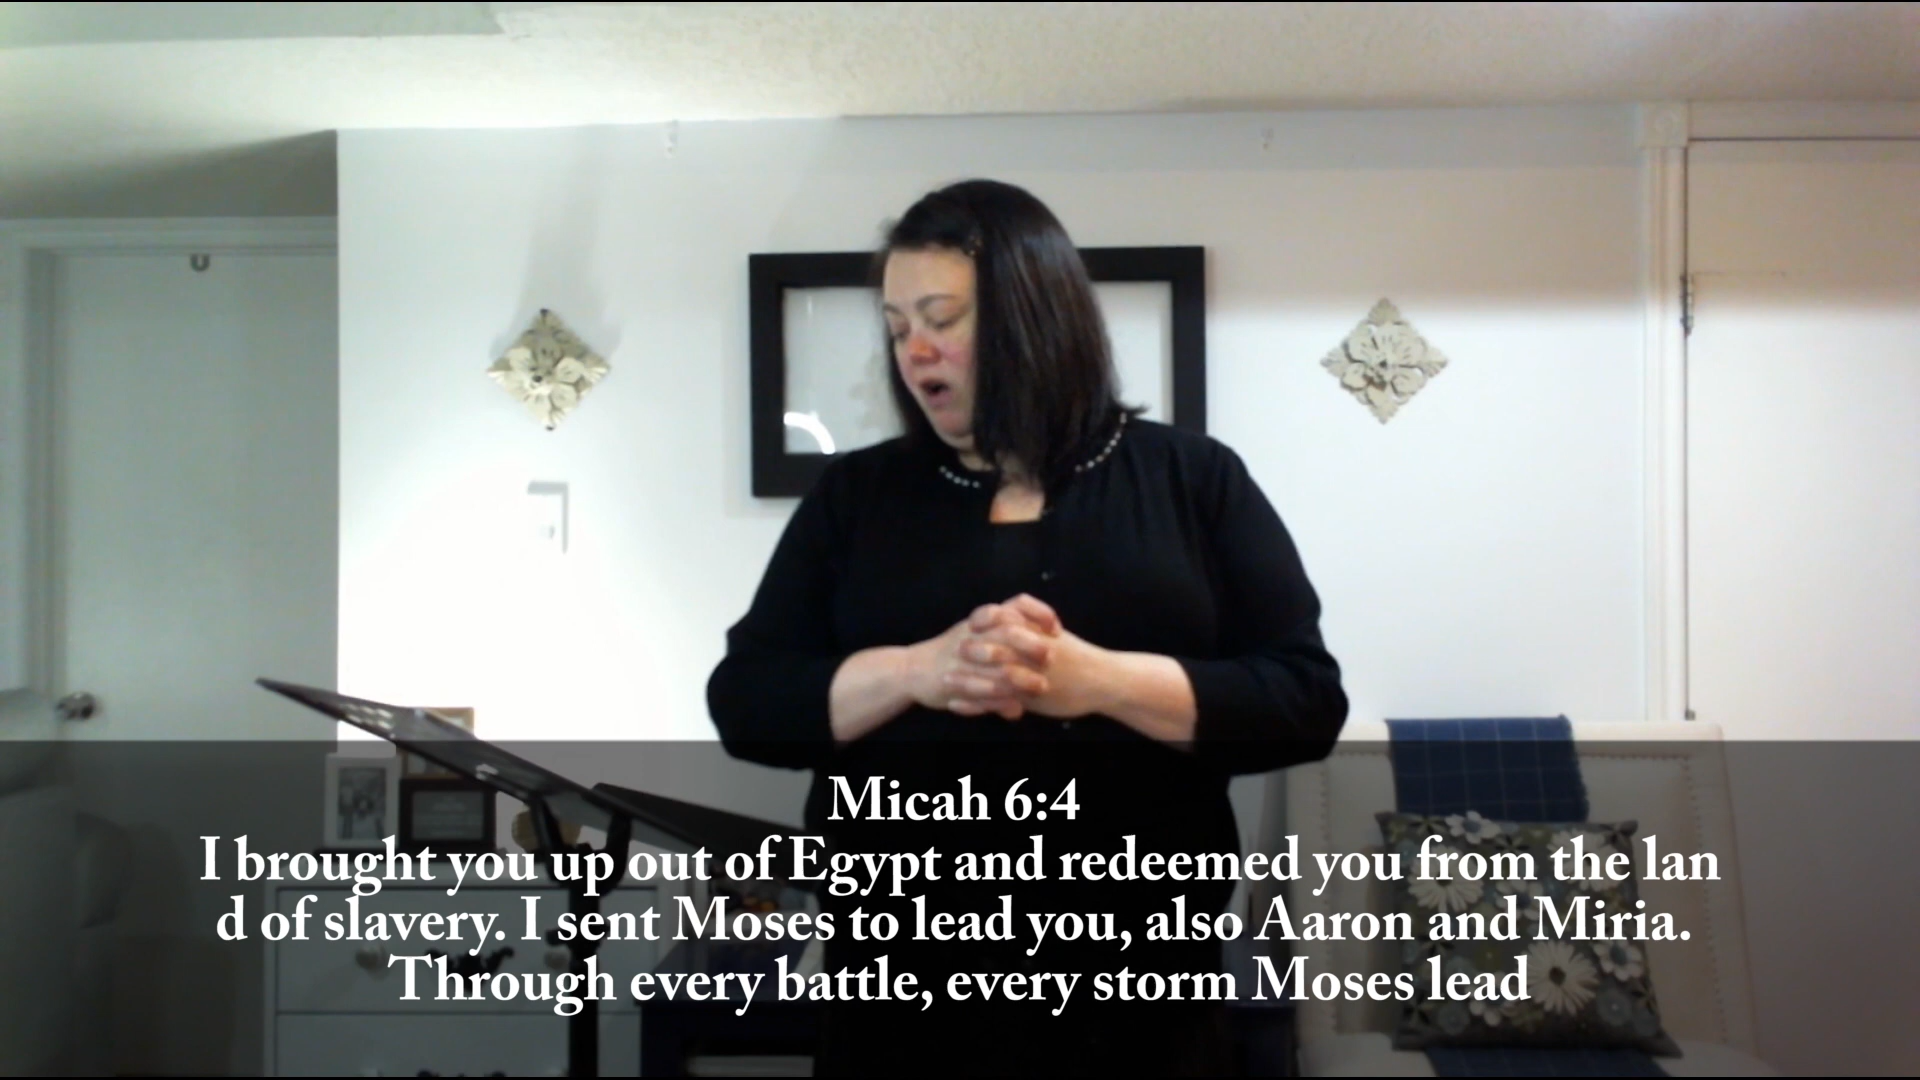 Micah 6:4
I brought you up out of Egypt and redeemed you from the lan
d of slavery. I sent Moses to lead you, also Aaron and Miria.
Through every battle, every storm Moses lead